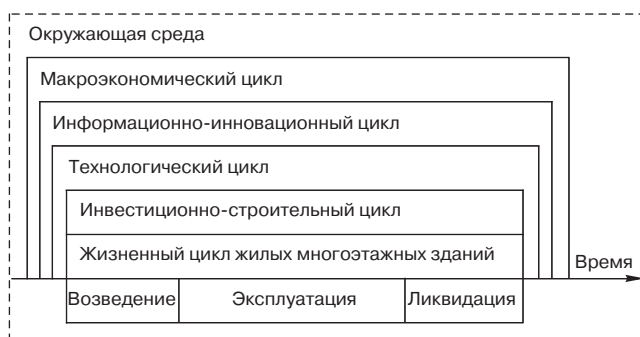 Окружающая среда
Макроэкономический цикл
Информационно-инновационный цикл
Технологический цикл
Инвестиционно-строительный цикл
Жизненный цикл жилых многоэтажных зданий
Время
Возведение Эксплуатация Ликвидация